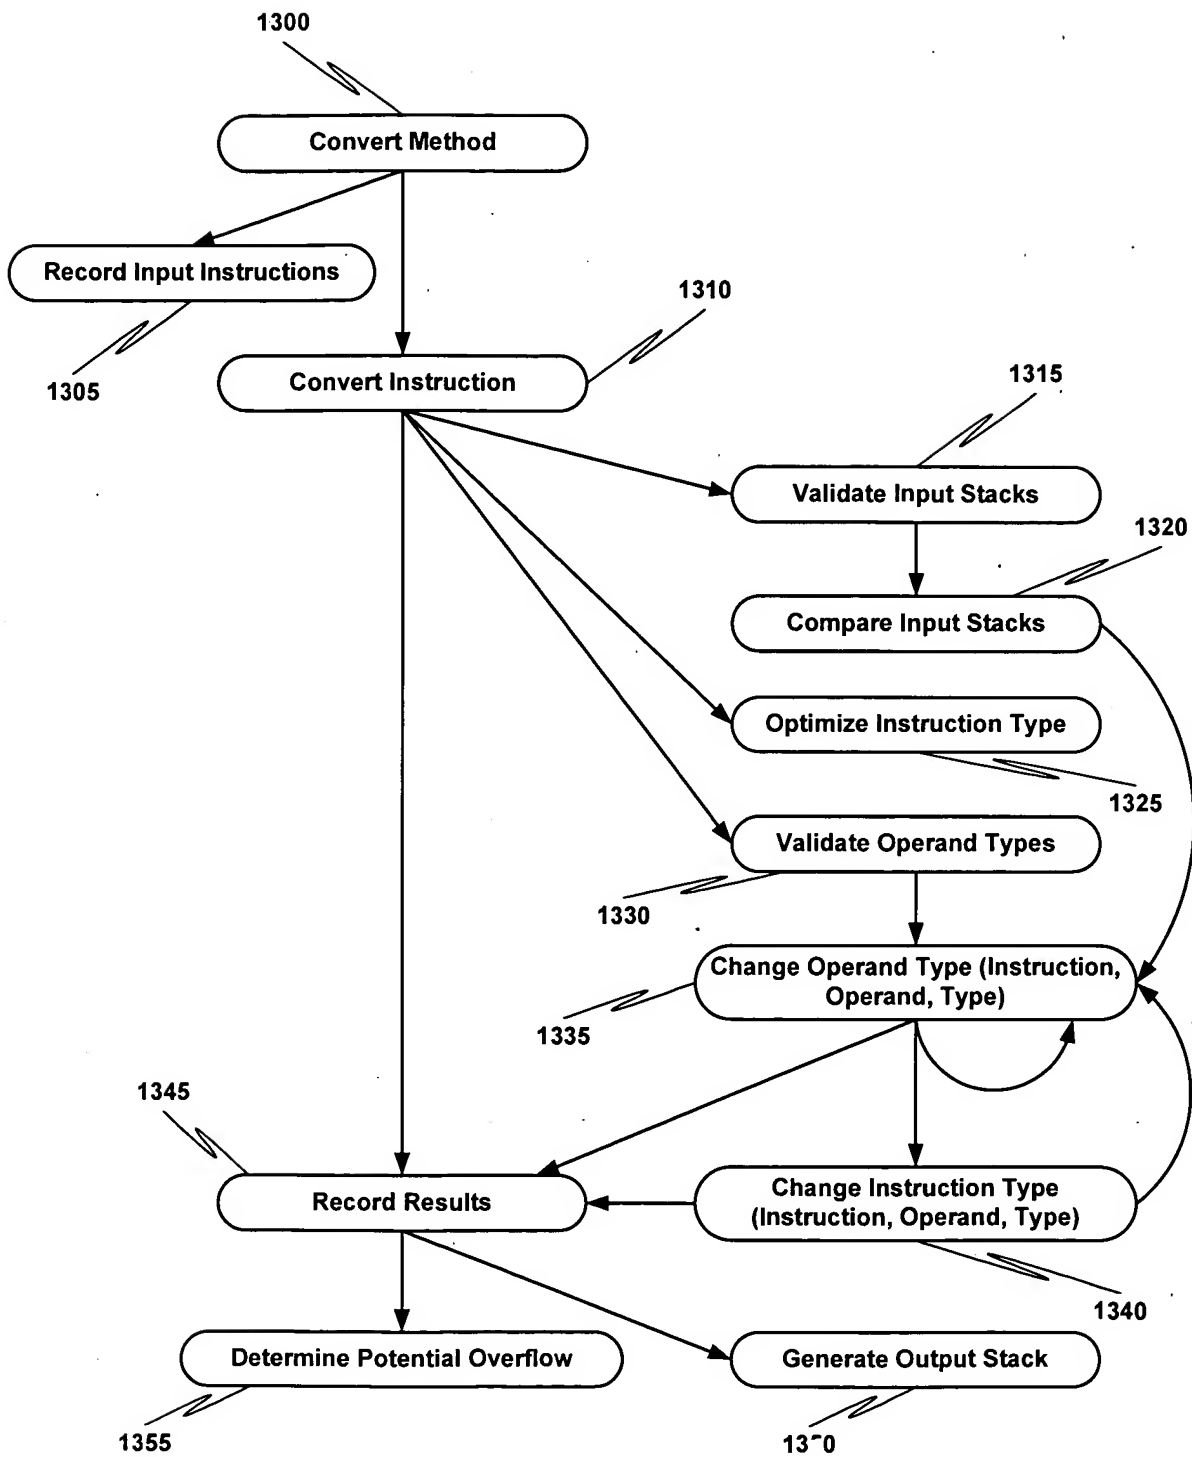 1300
Convert Method
Record Input Instructions
1310
1305
Convert Instruction
1315
Validate Input Stacks
1320
Compare Input Stacks
Optimize Instruction Type
1325
Validate Operand Types
1330
Change Operand Type (Instruction,
Operand, Type)
1335
1345
Record Results
Change Instruction Type
(Instruction, Operand, Type)
1340
Determine Potential Overflow
Generate Output Stack
1355